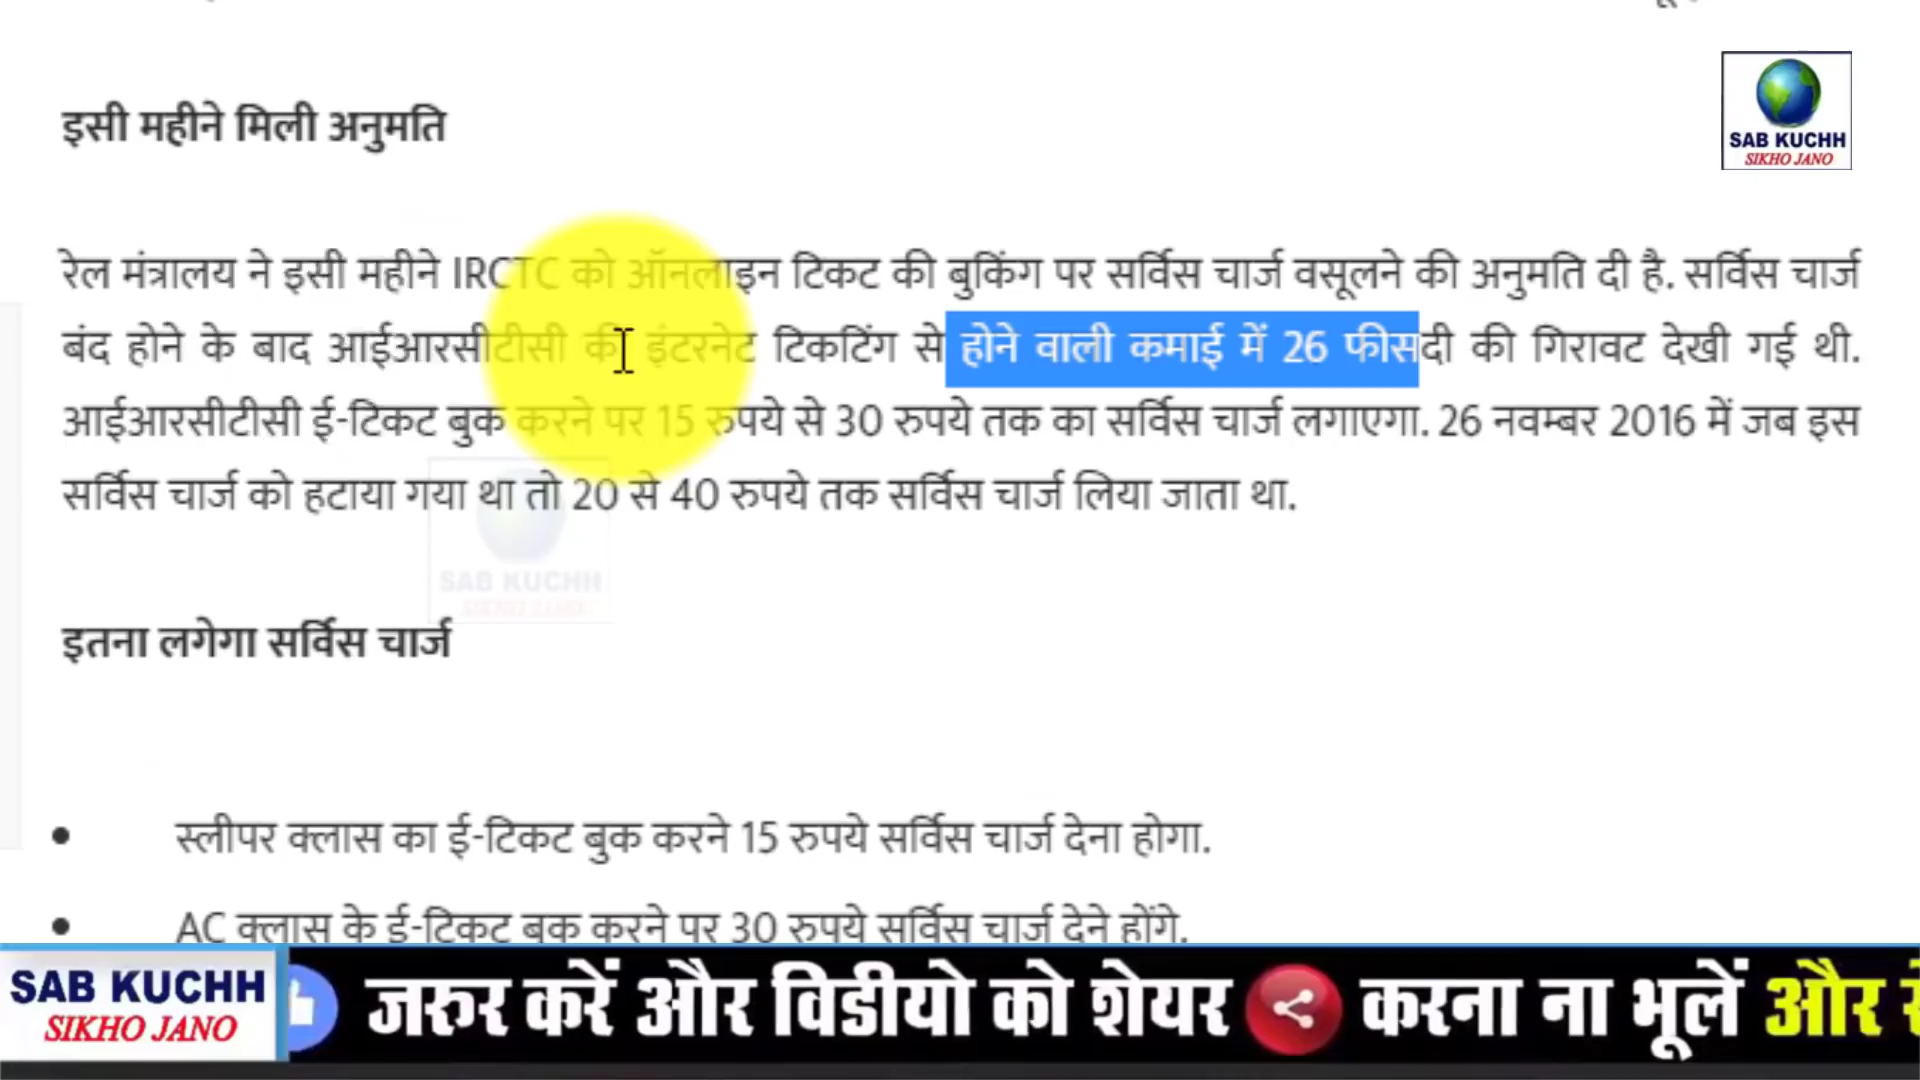 SAB KUCHH
SIKHO JANO
इसी महीने मिली अनुमति
रेल मंत्रालय ने इसी महीने IRCTC को ऑनलाइन टिकट की बुकिंग पर सर्विस चार्ज वसूलने की अनुमति दी है. सर्विस चार्ज
बंद होने के बाद आईआरसीटीसी की इंटरनेट टिकटिंग से होने वाली कमाई में 26 फीसदी की गिरावट देखी गई थी.
आईआरसीटीसी ई-टिकट बुक करने पर 15 रुपये से 30 रुपये तक का सर्विस चार्ज लगाएगा. 26 नवम्बर 2016 में जब इस
सर्विस चार्ज को हटाया गया था तो 20 से 40 रुपये तक सर्विस चार्ज लिया जाता था.
SAB KUCHH
SIKHO JANO
इतना लगेगा सर्विस चार्ज
• स्लीपर क्लास का ई-टिकट बुक करने 15 रुपये सर्विस चार्ज देना होगा.
• AC क्लास के ई-टिकट बुक करने पर 30 रुपये सर्विस चार्ज देने होंगे.
SAB KUCHH
SIKHO JANO
जरूर करें और विडीयो को शेयर करना ना भूलें और